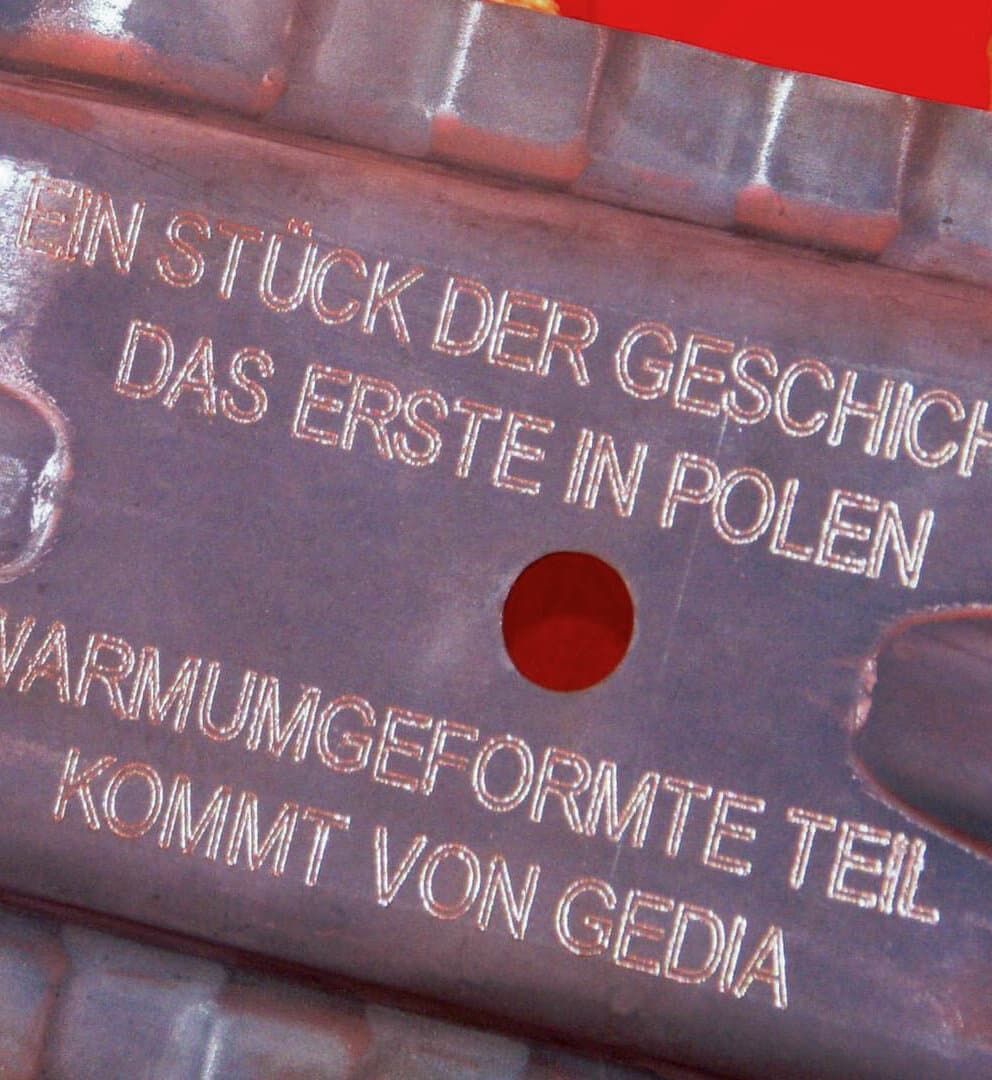 EIN STÜCK DER GESCHICH
DAS ERSTE IN POLEN
WARMUMGEFORMTE TEIL
KOMMT VON GEDIA